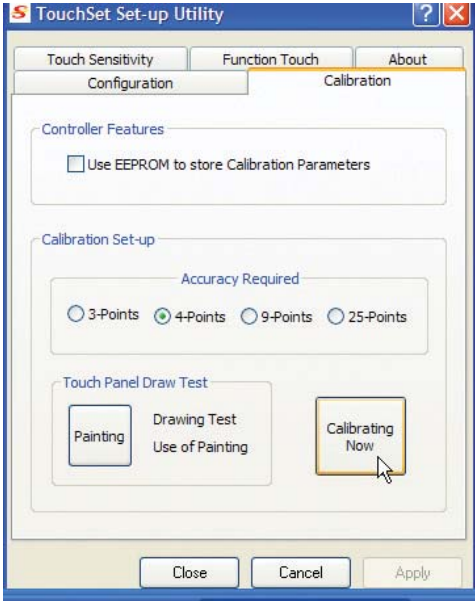 S TouchSet Set-up Utility ? X
Touch Sensitivity Function Touch About
Configuration Calibration
Controller Features
Use EEPROM to store Calibration Parameters
Calibration Set-up
Accuracy Required
3-Points 4-Points 9-Points 25-Points
Touch Panel Draw Test
Painting
Drawing Test
Use of Painting
Calibrating
Now
Close Cancel Apply